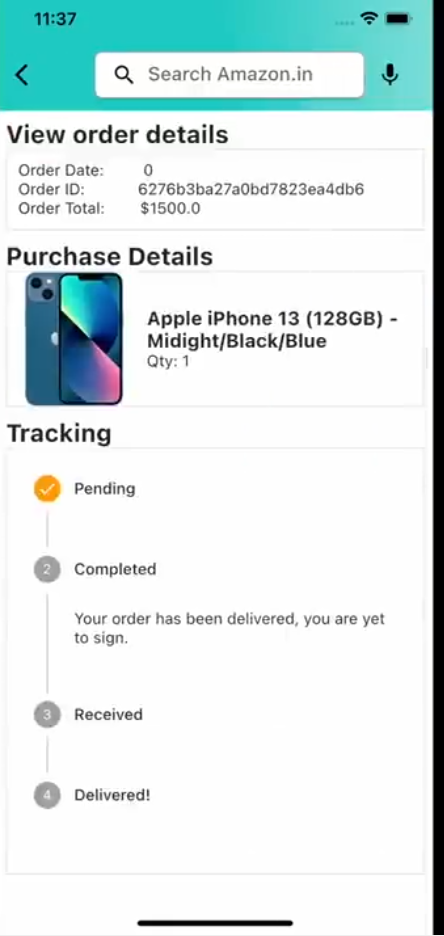 11:37
Search Amazon.in
View order details
Order Date: 0
Order ID: 6276b3ba27a0bd7823ea4db6
Order Total: $1500.0
Purchase Details
Apple iPhone 13 (128GB) -
Midight/Black/Blue
Qty: 1
Tracking
Pending
2 Completed
Your order has been delivered, you are yet
to sign.
3 Received
4 Delivered!